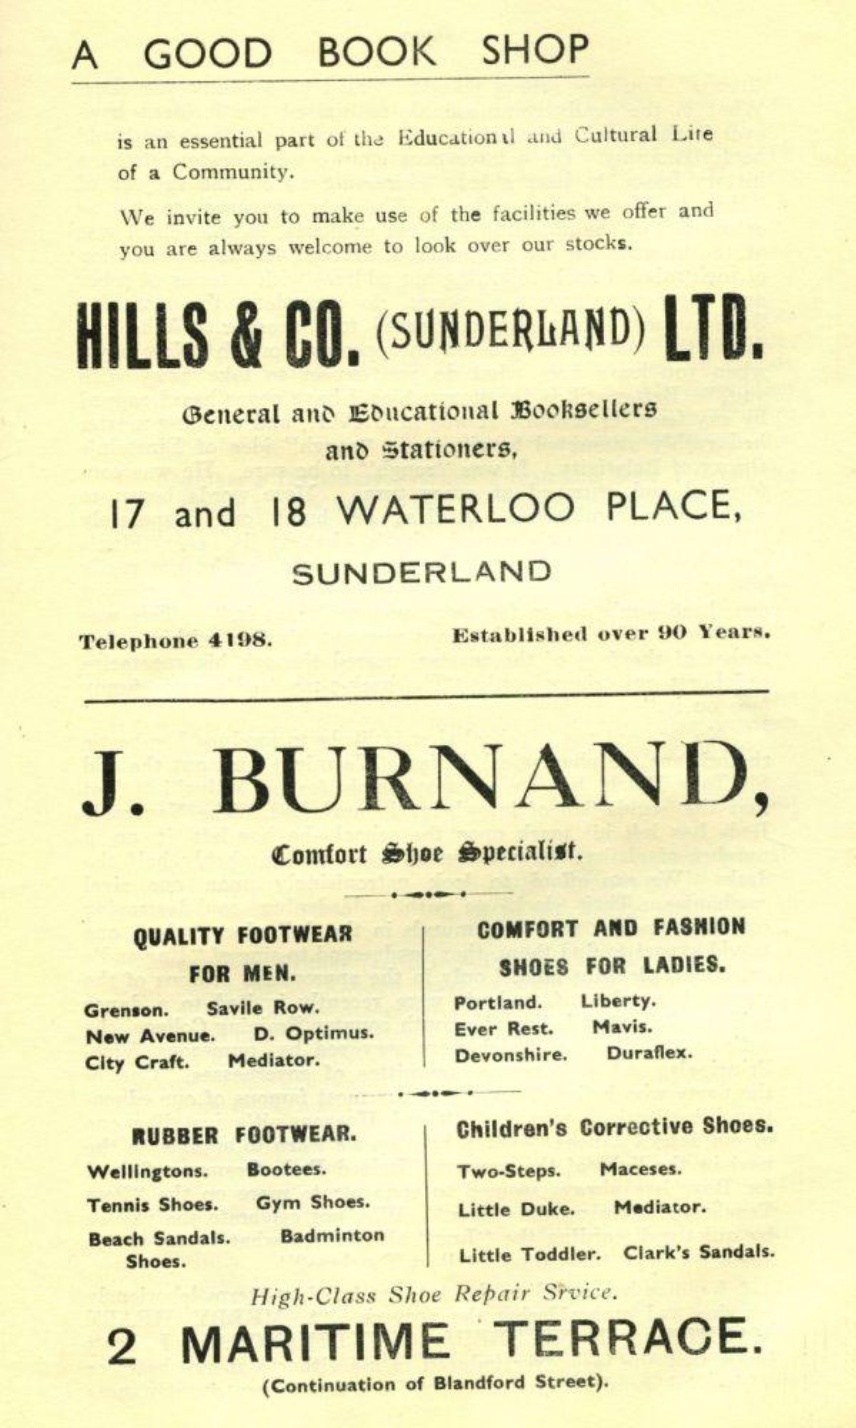 A GOOD BOOK SHOP
is an essential part of the Educational and Cultural Life
of a Community.
We invite you to make use of the facilities we offer and
you are always welcome to look over our stocks.
HILLS & CO. (SUNDERLAND) LTD.
General and Educational Booksellers
and Stationers,
17 and 18 WATERLOO PLACE,
SUNDERLAND
Telephone 4198. Established over 90 Years.
J. BURNAND,
Comfort Shoe Specialist.
QUALITY FOOTWEAR
FOR MEN.
Grenson. Savile Row.
New Avenue. D. Optimus.
City Craft. Mediator.
COMFORT AND FASHION
SHOES FOR LADIES.
Portland. Liberty.
Ever Rest. Mavis.
Devonshire. Duraflex.
RUBBER FOOTWEAR.
Wellingtons. Bootees.
Tennis Shoes. Gym Shoes.
Beach Sandals. Badminton
Shoes.
Children's Corrective Shoes.
Two-Steps. Maceses.
Little Duke. Mediator.
Little Toddler. Clark's Sandals.
High-Class Shoe Repair Srvice.
2 MARITIME TERRACE.
(Continuation of Blandford Street).